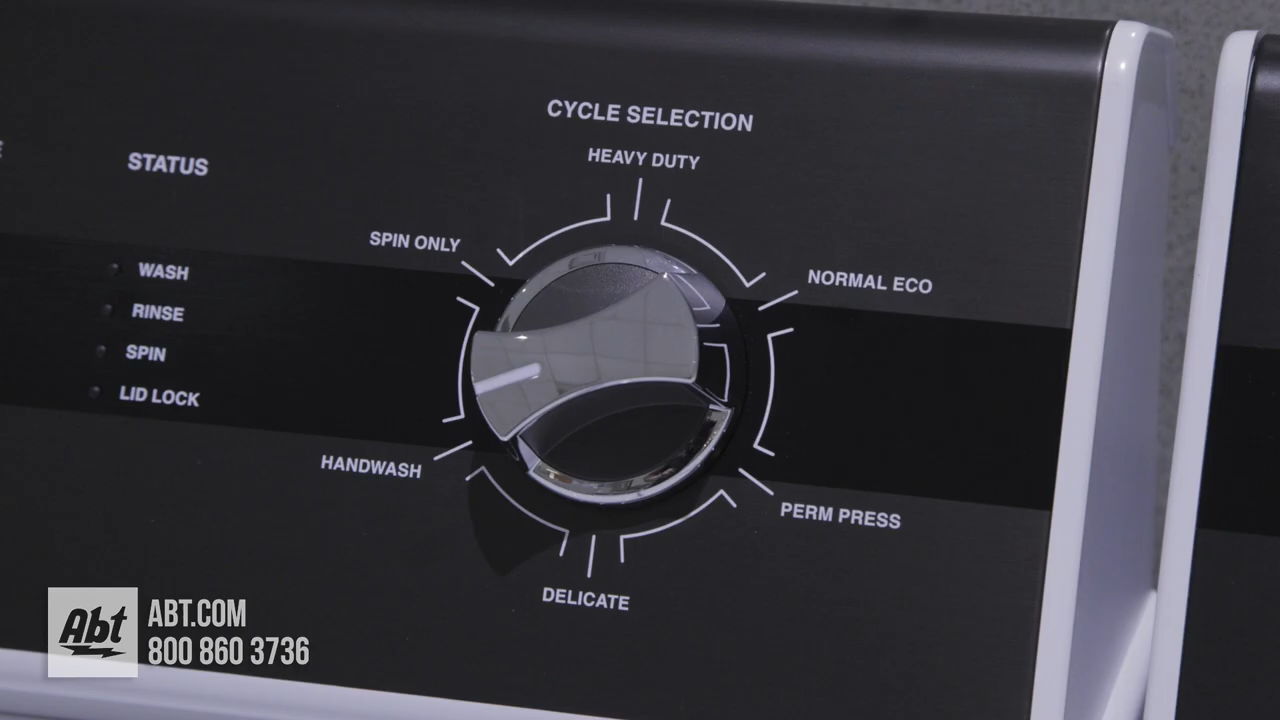 CYCLE SELECTION
HEAVY DUTY
STATUS
SPIN ONLY
NORMAL ECO
WASH
RINSE
SPIN
LID LOCK
HANDWASH
PERM PRESS
DELICATE
Abt
ABT.COM
800 860 3736